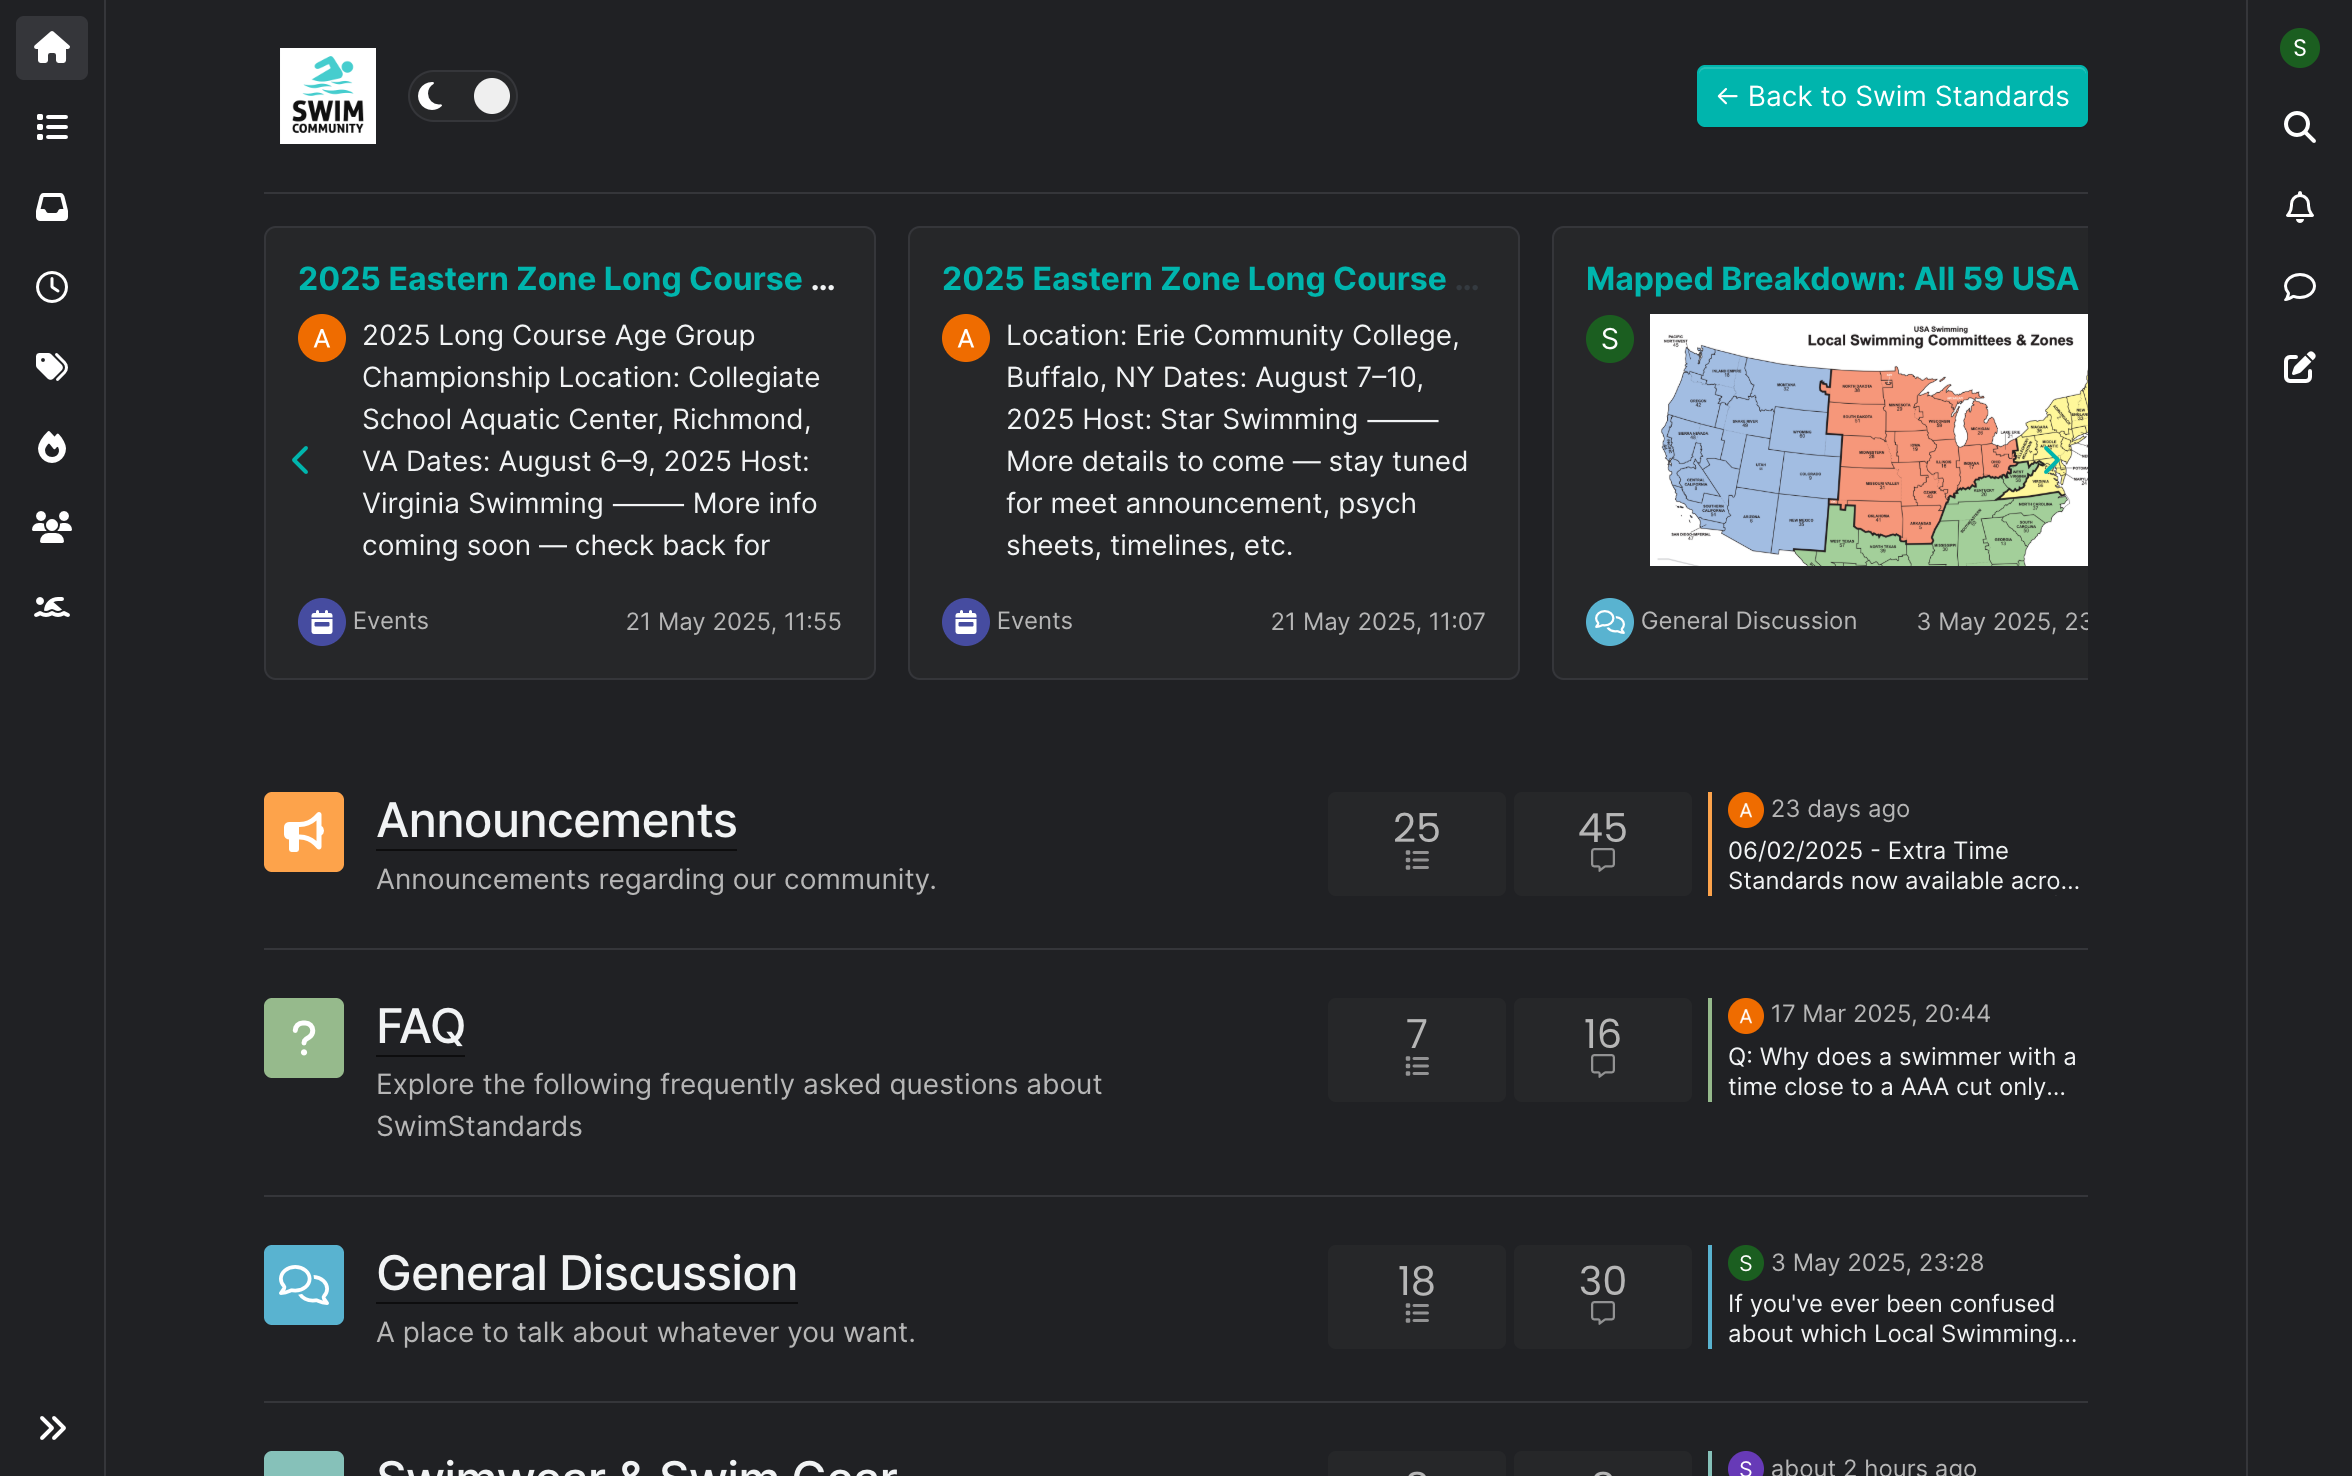 S
SWIM
COMMUNITY
← Back to Swim Standards
2025 Eastern Zone Long Course ...
A
2025 Long Course Age Group
Championship Location: Collegiate
School Aquatic Center, Richmond,
VA Dates: August 6–9, 2025 Host:
Virginia Swimming ⸻ More info
coming soon — check back for
Events
21 May 2025, 11:55
2025 Eastern Zone Long Course ...
A
Location: Erie Community College,
Buffalo, NY Dates: August 7–10,
2025 Host: Star Swimming ⸻
More details to come — stay tuned
for meet announcement, psych
sheets, timelines, etc.
Events
21 May 2025, 11:07
Mapped Breakdown: All 59 USA
S
USA Swimming
Local Swimming Committees & Zones
General Discussion
3 May 2025, 23
Announcements
Announcements regarding our community.
25
45
A 23 days ago
06/02/2025 - Extra Time
Standards now available acro...
?
FAQ
Explore the following frequently asked questions about
SwimStandards
7
16
A 17 Mar 2025, 20:44
Q: Why does a swimmer with a
time close to a AAA cut only...
General Discussion
A place to talk about whatever you want.
18
30
S 3 May 2025, 23:28
If you've ever been confused
about which Local Swimming...
Swimwear & Swim Gear
S about 2 hours ago